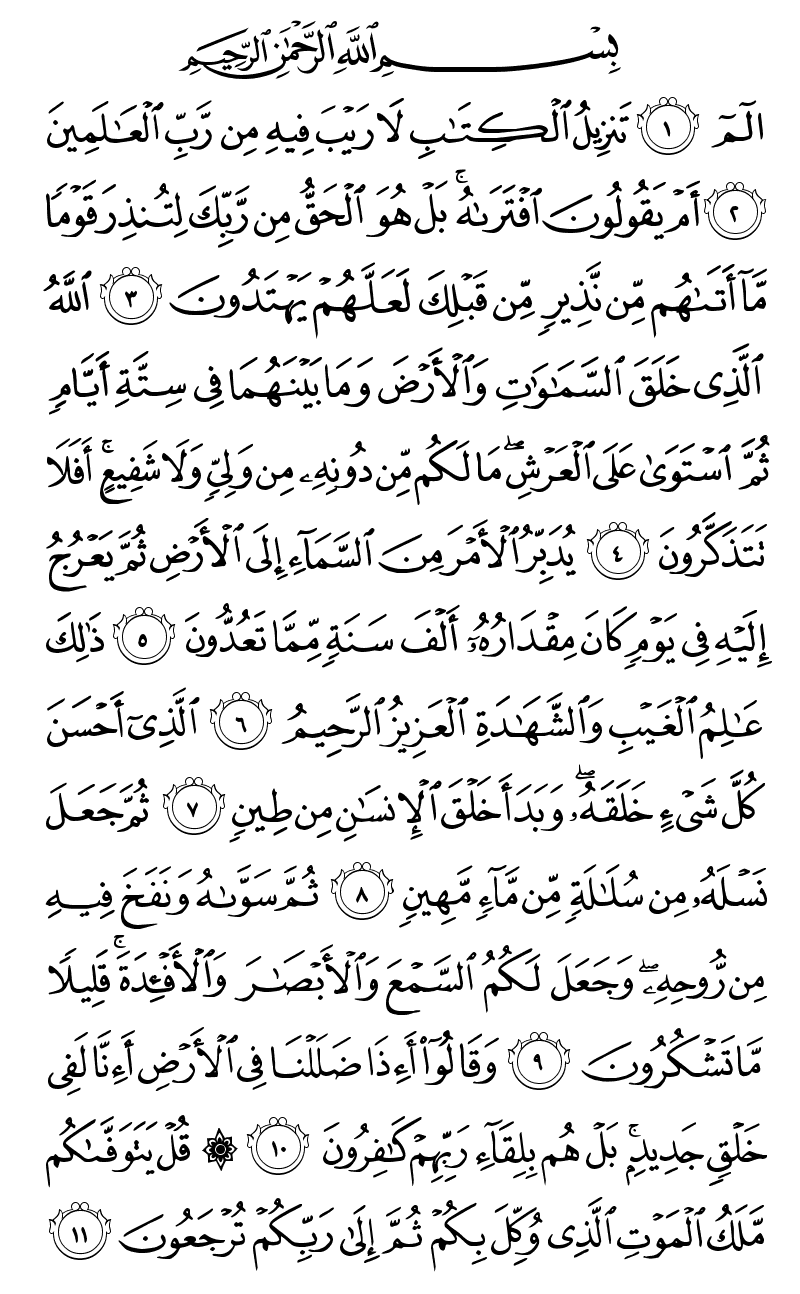 بِسْمِ ٱللَّهِ ٱلرَّحْمَٰنِ ٱلرَّحِيمِ
الٓمٓ ١ تَنزِيلُ ٱلْكِتَٰبِ لَا رَيْبَ فِيهِ مِن رَّبِّ ٱلْعَٰلَمِينَ
٢ أَمْ يَقُولُونَ ٱفْتَرَىٰهُ ۚ بَلْ هُوَ ٱلْحَقُّ مِن رَّبِّكَ لِتُنذِرَ قَوْمًا
مَّآ أَتَىٰهُم مِّن نَّذِيرٍ مِّن قَبْلِكَ لَعَلَّهُمْ يَهْتَدُونَ ٣ ٱللَّهُ
ٱلَّذِى خَلَقَ ٱلسَّمَٰوَٰتِ وَٱلْأَرْضَ وَمَا بَيْنَهُمَا فِى سِتَّةِ أَيَّامٍ
ثُمَّ ٱسْتَوَىٰ عَلَى ٱلْعَرْشِ ۖ مَا لَكُم مِّن دُونِهِۦ مِن وَلِىٍّ وَلَا شَفِيعٍ ۚ أَفَلَا
تَتَذَكَّرُونَ ٤ يُدَبِّرُ ٱلْأَمْرَ مِنَ ٱلسَّمَآءِ إِلَى ٱلْأَرْضِ ثُمَّ يَعْرُجُ
إِلَيْهِ فِى يَوْمٍ كَانَ مِقْدَارُهُۥٓ أَلْفَ سَنَةٍ مِّمَّا تَعُدُّونَ ٥ ذَٰلِكَ
عَٰلِمُ ٱلْغَيْبِ وَٱلشَّهَٰدَةِ ٱلْعَزِيزُ ٱلرَّحِيمُ ٦ ٱلَّذِىٓ أَحْسَنَ
كُلَّ شَىْءٍ خَلَقَهُۥ ۖ وَبَدَأَ خَلْقَ ٱلْإِنسَٰنِ مِن طِينٍ ٧ ثُمَّ جَعَلَ
نَسْلَهُۥ مِن سُلَٰلَةٍ مِّن مَّآءٍ مَّهِينٍ ٨ ثُمَّ سَوَّىٰهُ وَنَفَخَ فِيهِ
مِن رُّوحِهِۦ ۖ وَجَعَلَ لَكُمُ ٱلسَّمْعَ وَٱلْأَبْصَٰرَ وَٱلْأَفْـِٔدَةَ ۚ قَلِيلًا
مَّا تَشْكُرُونَ ٩ وَقَالُوٓا۟ أَءِذَا ضَلَلْنَا فِى ٱلْأَرْضِ أَءِنَّا لَفِى
خَلْقٍ جَدِيدٍۭ ۚ بَلْ هُم بِلِقَآءِ رَبِّهِمْ كَٰفِرُونَ ١٠ ۞ قُلْ يَتَوَفَّىٰكُم
مَّلَكُ ٱلْمَوْتِ ٱلَّذِى وُكِّلَ بِكُمْ ثُمَّ إِلَىٰ رَبِّكُمْ تُرْجَعُونَ ١١